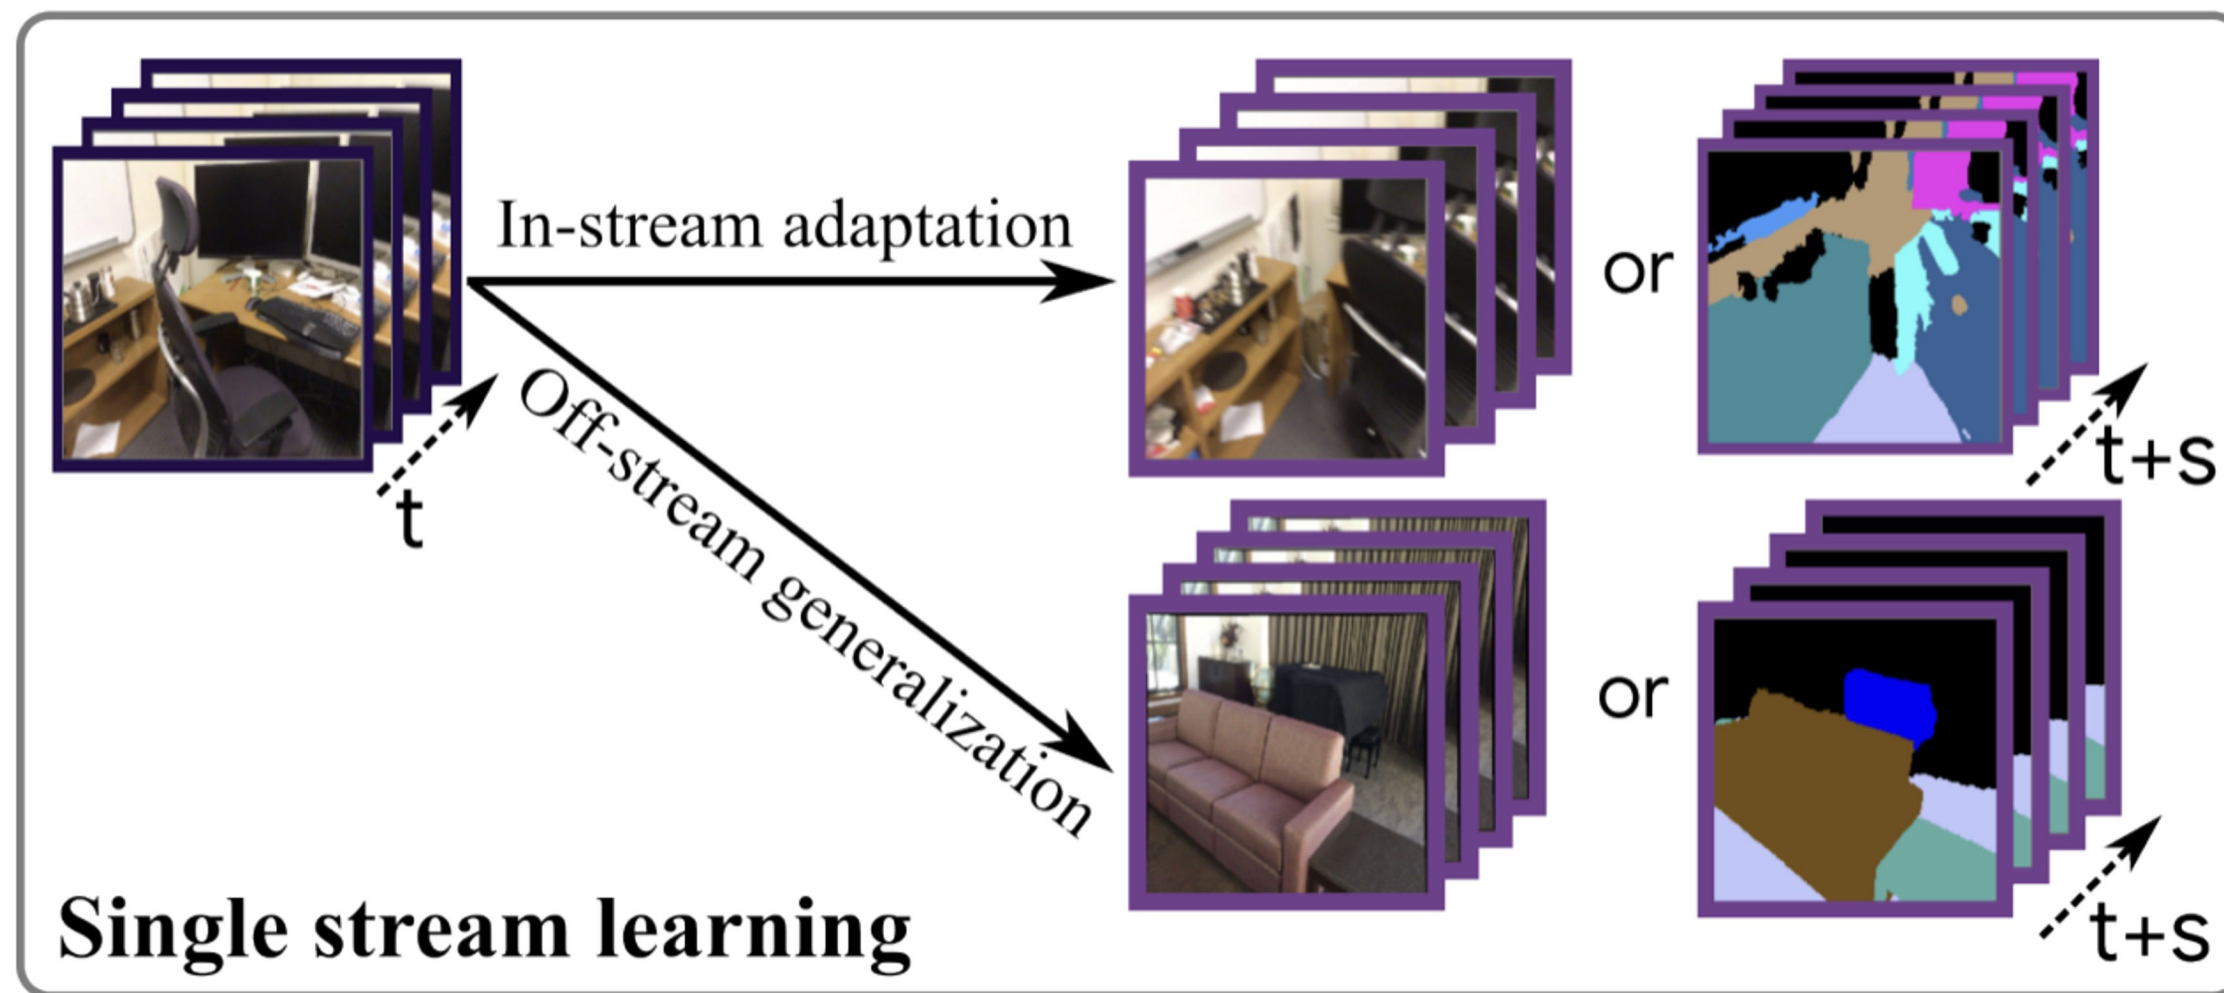 In-stream adaptation
or
t+s
t
Off-stream generalization
or
t+s
Single stream learning